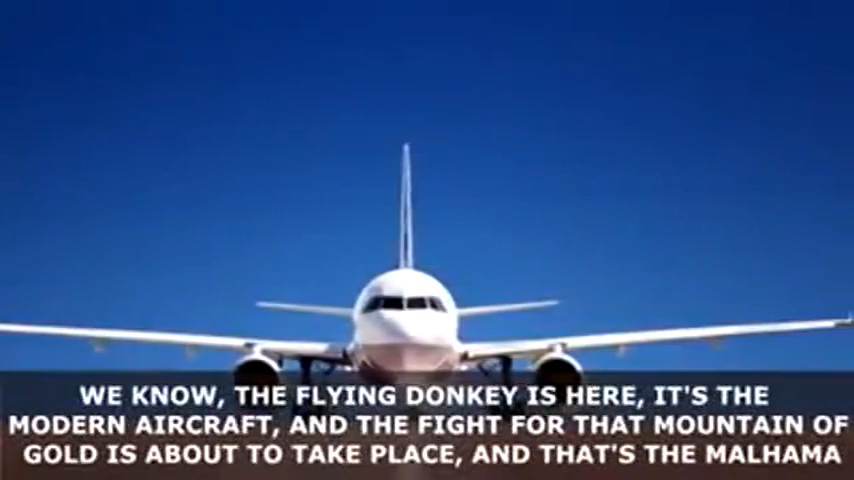 WE KNOW, THE FLYING DONKEY IS HERE, IT'S THE
MODERN AIRCRAFT, AND THE FIGHT FOR THAT MOUNTAIN OF
GOLD IS ABOUT TO TAKE PLACE, AND THAT'S THE MALHAMA